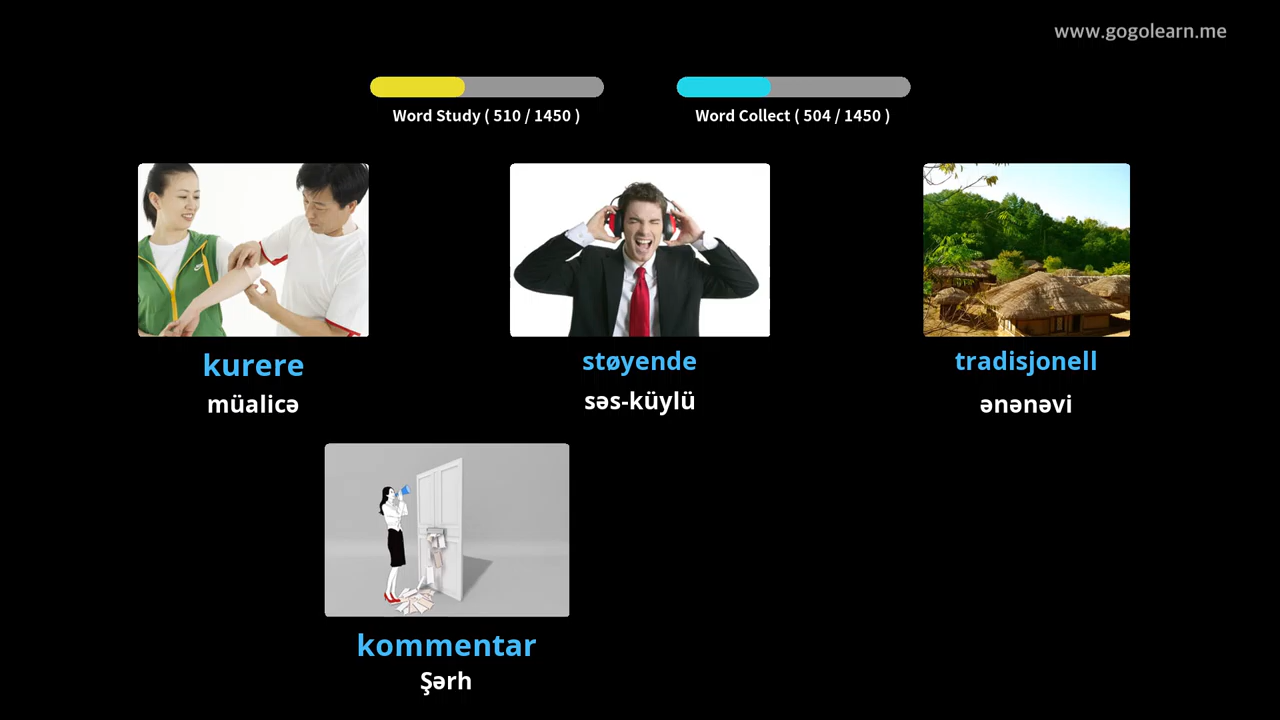 www.gogolearn.me
Word Study ( 510 / 1450 )
Word Collect ( 504 / 1450 )
kurere
müalicə
støyende
səs-küylü
tradisjonell
ənənəvi
kommentar
Şərh